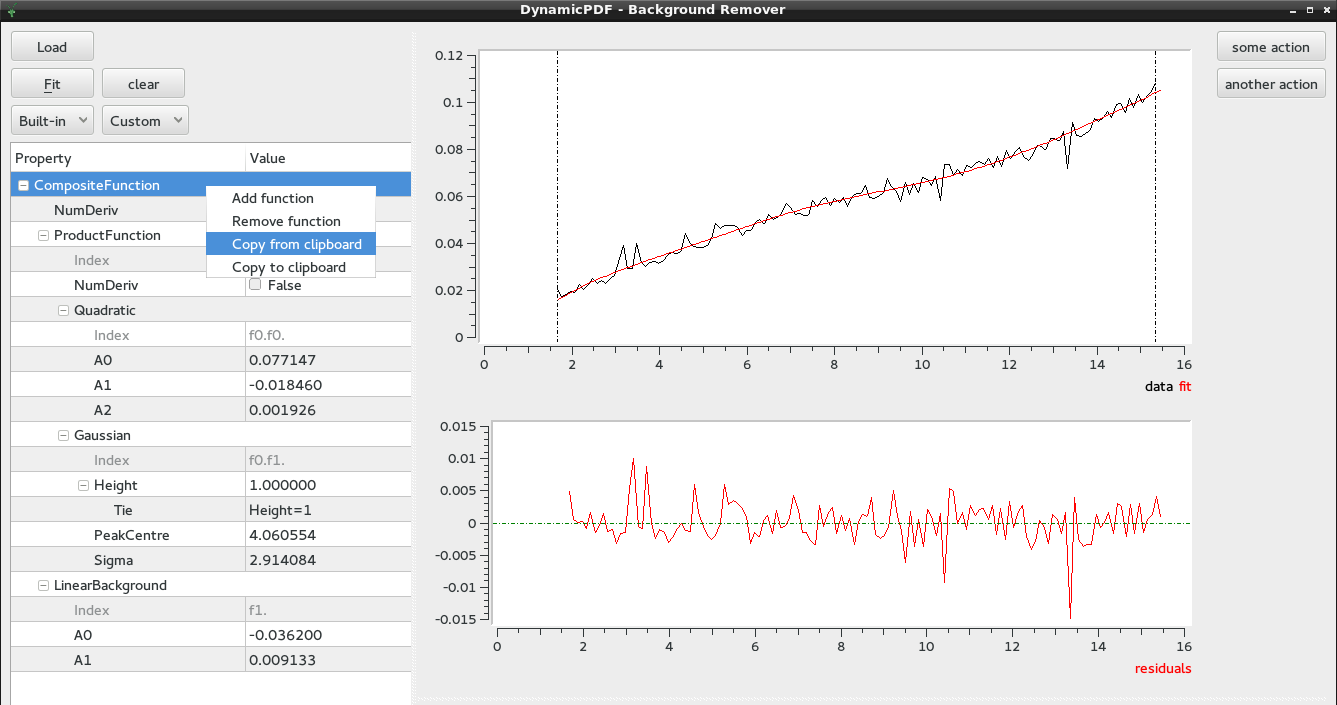 DynamicPDF - Background Remover
Load
Fit clear
Built-in Custom
Property Value
CompositeFunction
NumDeriv
ProductFunction
Index
NumDeriv False
Quadratic
Index f0.f0.
A0 0.077147
A1 -0.018460
A2 0.001926
Gaussian
Index f0.f1.
Height 1.000000
Tie Height=1
PeakCentre 4.060554
Sigma 2.914084
LinearBackground
Index f1.
A0 -0.036200
A1 0.009133
Add function
Remove function
Copy from clipboard
Copy to clipboard
0.12
0.1
0.08
0.06
0.04
0.02
0
0 2 4 6 8 10 12 14 16
data fit
0.015
0.01
0.005
0
-0.005
-0.01
-0.015
0 2 4 6 8 10 12 14 16
residuals
some action
another action